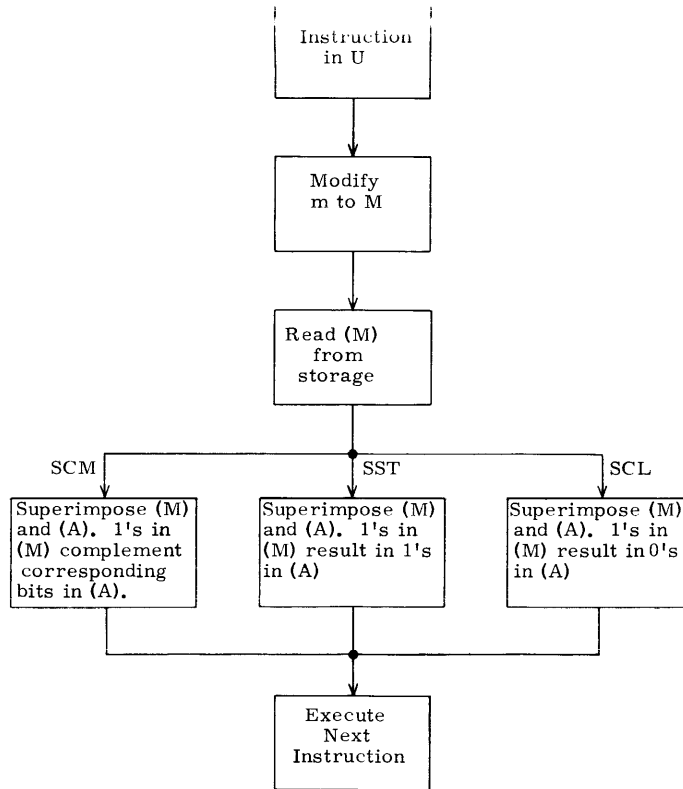 Instruction
in U
Modify
m to M
Read (M)
from
storage
SCM
SST
SCL
Superimpose (M)
and (A). 1's in
(M) complement
corresponding
bits in (A).
Superimpose (M)
and (A). 1's in
(M) result in 1's
in (A)
Superimpose (M)
and (A). 1's in
(M) result in 0's
in (A)
Execute
Next
Instruction